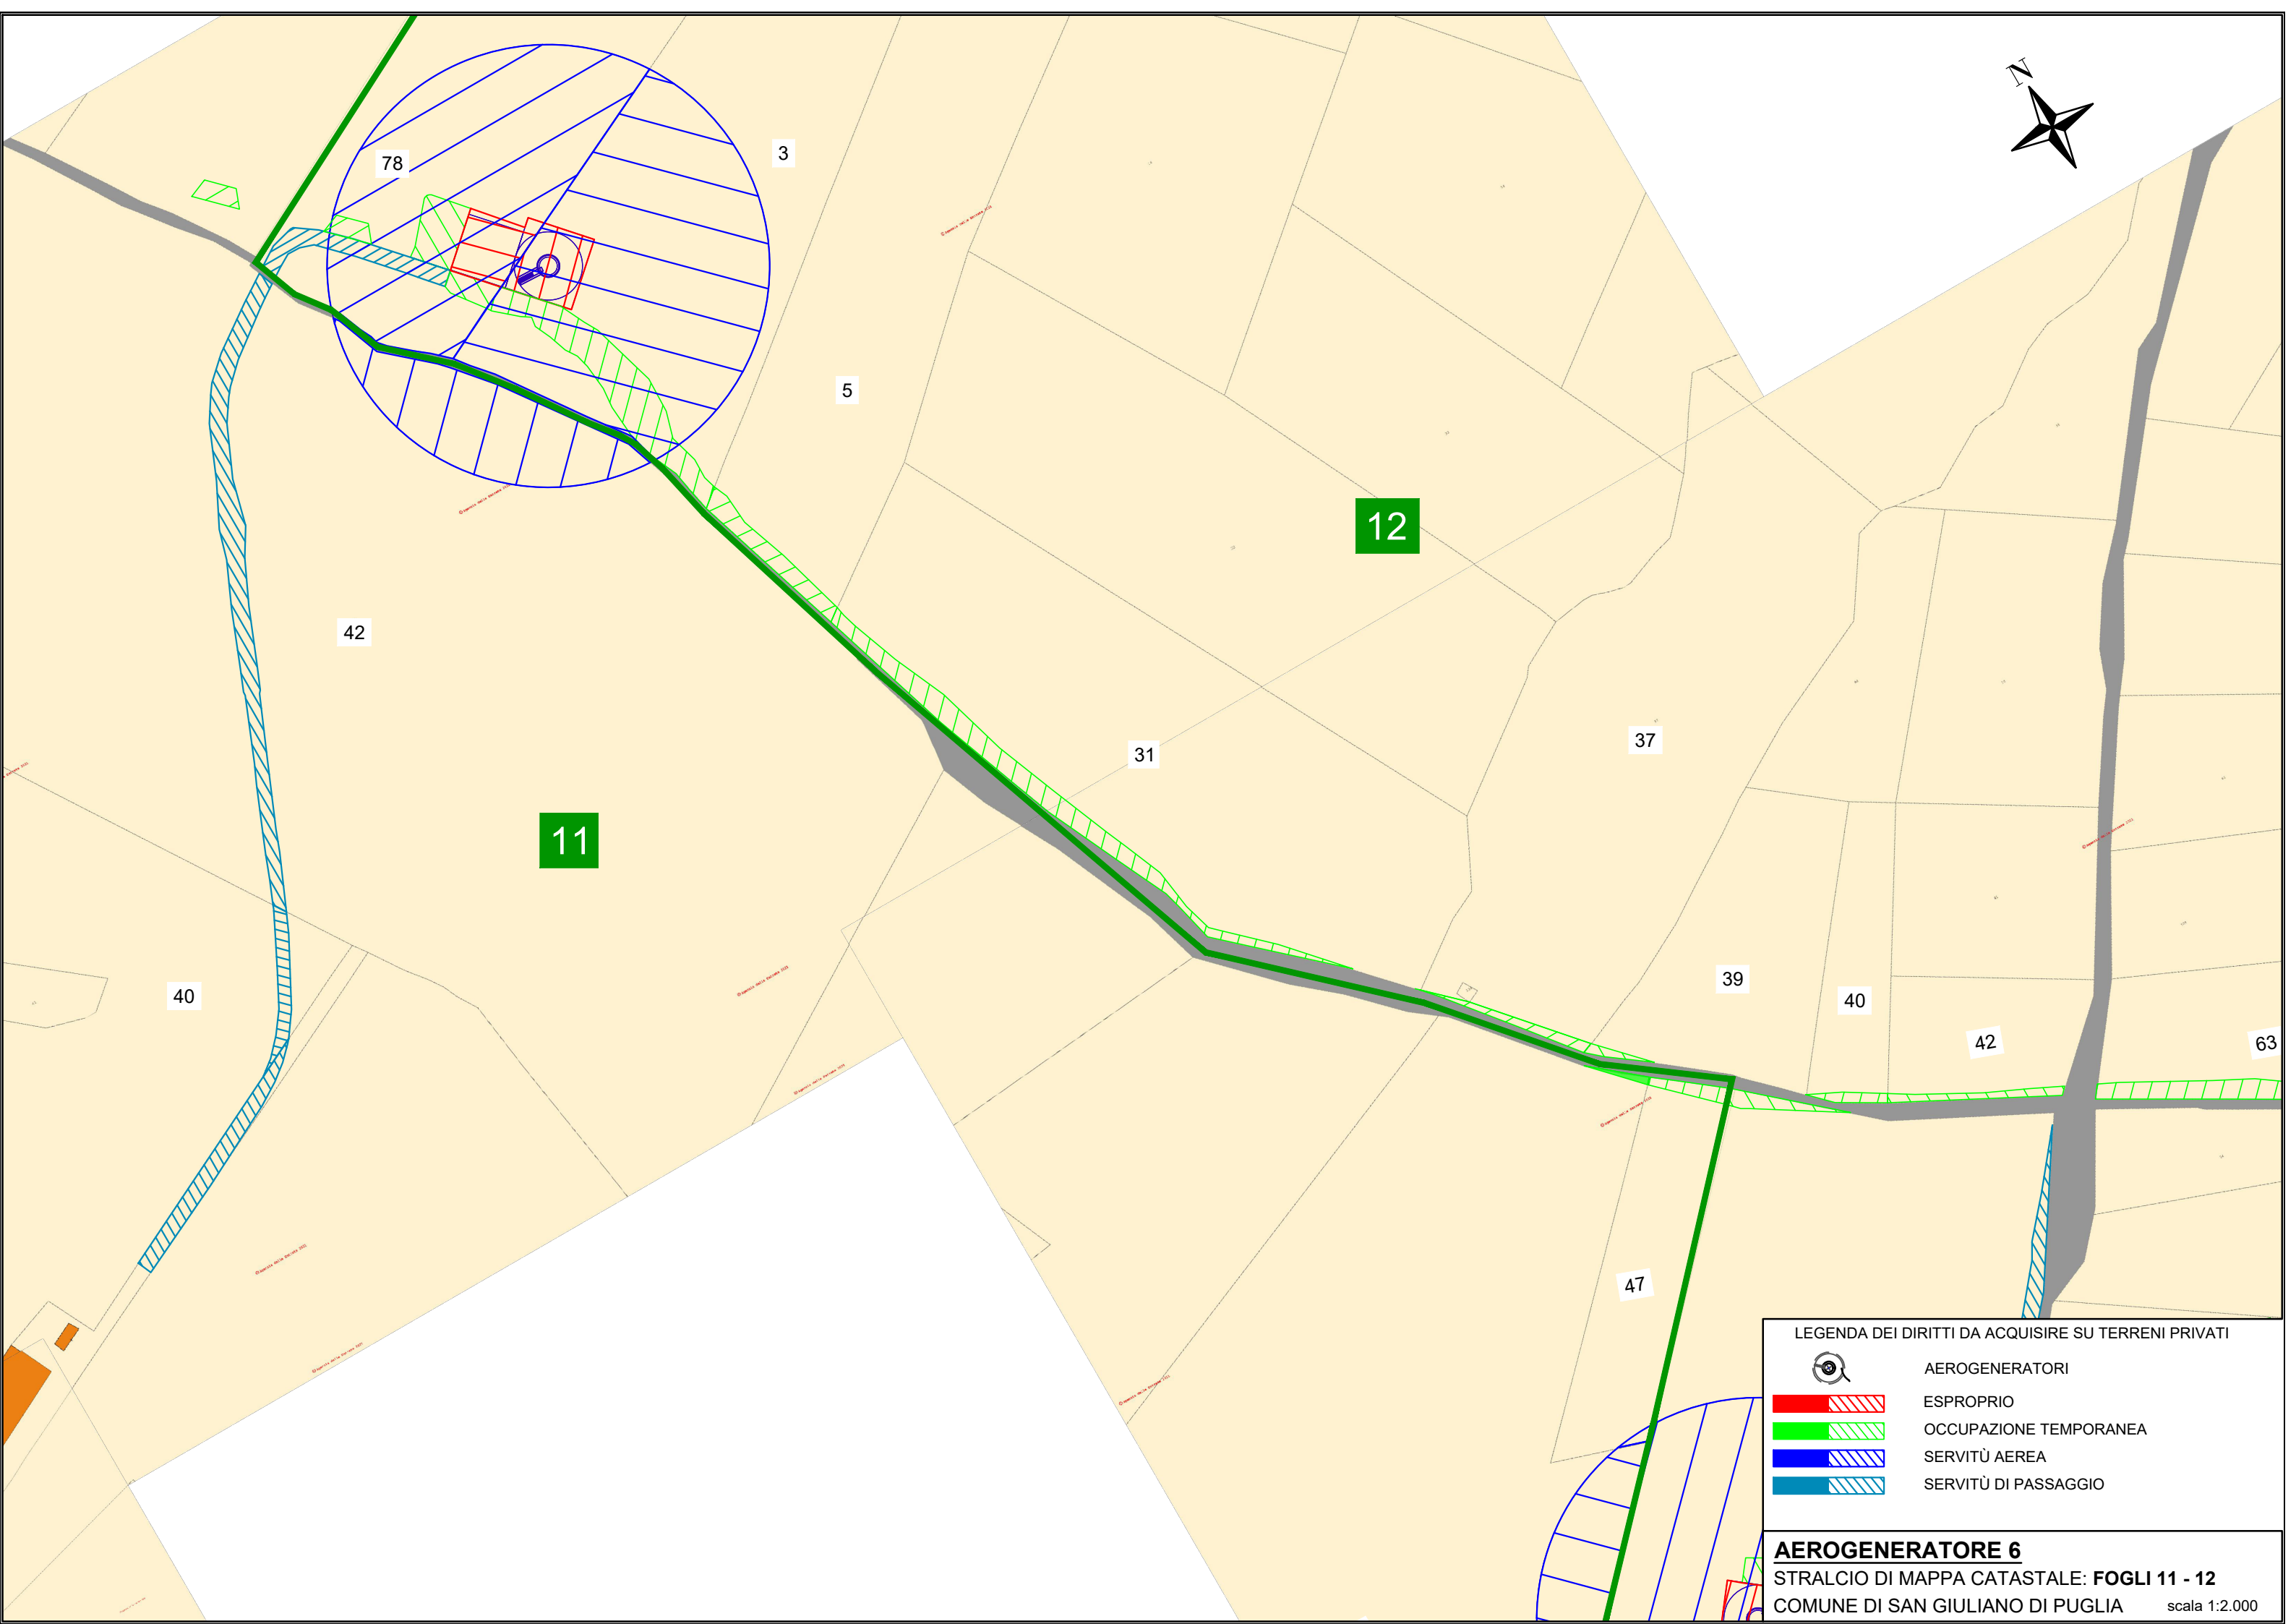 N
3
78
5
12
42
31
37
11
39
40
40
42
63
47
LEGENDA DEI DIRITTI DA ACQUISIRE SU TERRENI PRIVATI
AEROGENERATORI
ESPROPRIO
OCCUPAZIONE TEMPORANEA
SERVITÙ AEREA
SERVITÙ DI PASSAGGIO
AEROGENERATORE 6
STRALCIO DI MAPPA CATASTALE: FOGLI 11 - 12
COMUNE DI SAN GIULIANO DI PUGLIA scala 1:2.000